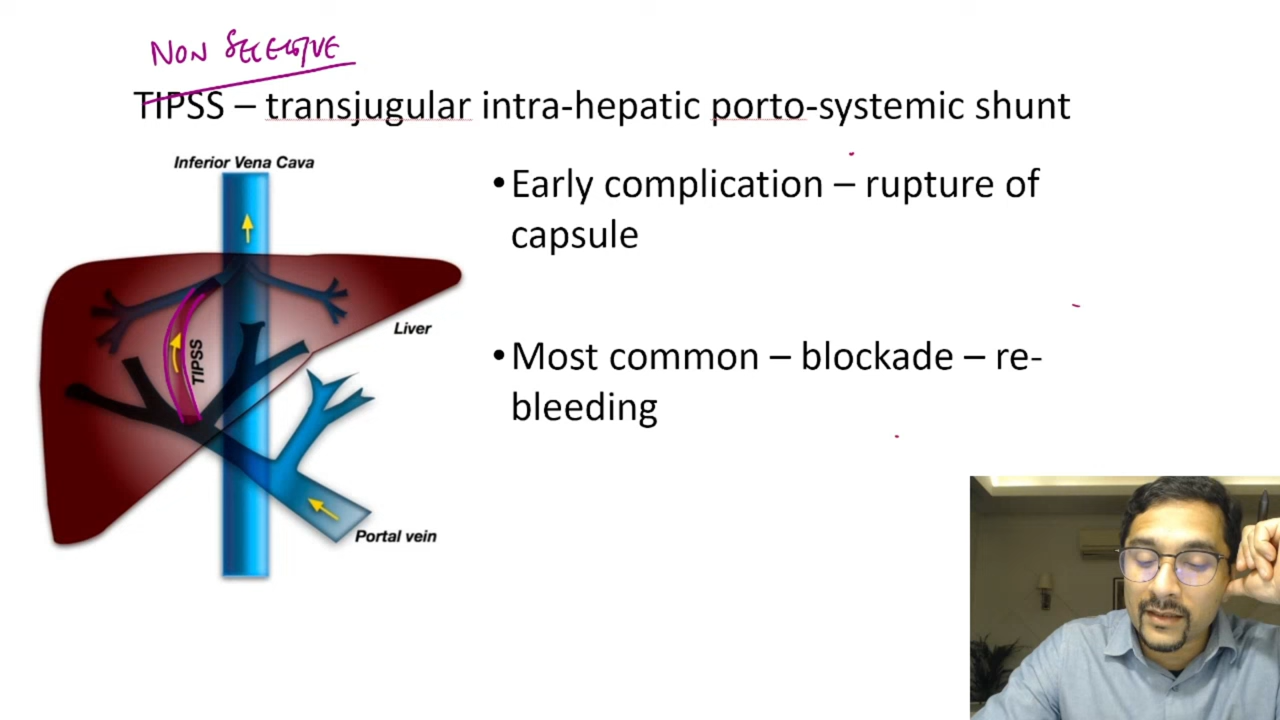 NON SELECTIVE
TIPSS – transjugular intra-hepatic porto-systemic shunt
Inferior Vena Cava
•Early complication – rupture of
capsule
Liver
TIPSS
•Most common – blockade – re-
bleeding
Portal vein